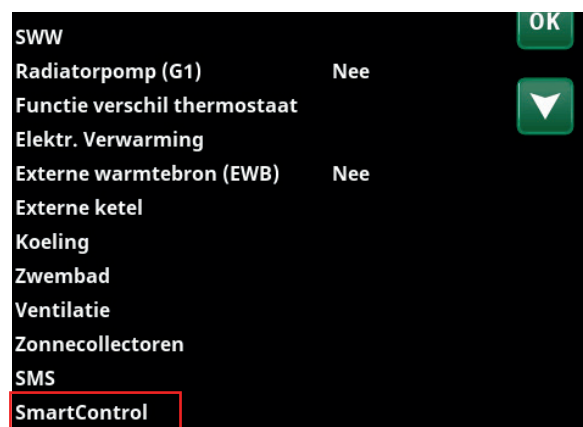 OK
SWW
Radiatorpomp (G1) Nee
Functie verschil thermostaat
Elektr. Verwarming
Externe warmtebron (EWB) Nee
Externe ketel
Koeling
Zwembad
Ventilatie
Zonnecollectoren
SMS
SmartControl